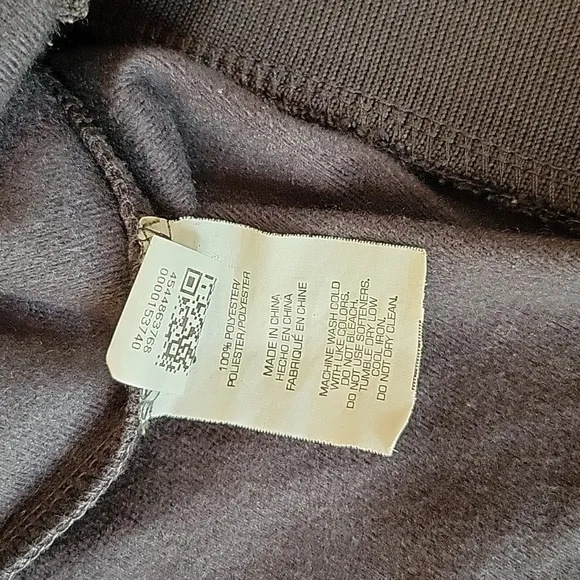 4544863768
0000153740
100% POLYESTER/
POLIESTER/POLYESTER
MADE IN CHINA
HECHO EN CHINA
FABRIQUÉ EN CHINE
MACHINE WASH COLD
WITH LIKE COLORS.
DO NOT BLEACH.
DO NOT USE SOFTENERS.
TUMBLE DRY LOW
COOL IRON.
DO NOT DRY CLEAN.